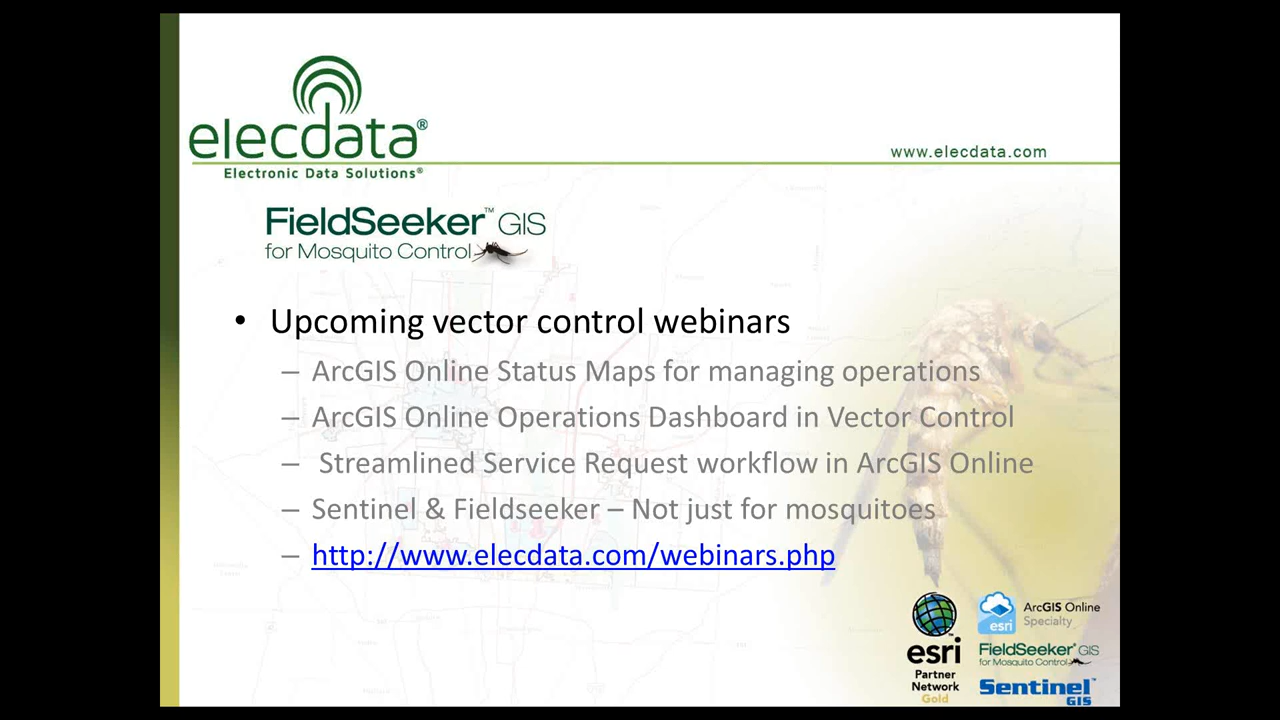 elecdata®
www.elecdata.com
Electronic Data Solutions®
FieldSeeker™ GIS
for Mosquito Control
• Upcoming vector control webinars
– ArcGIS Online Status Maps for managing operations
– ArcGIS Online Operations Dashboard in Vector Control
– Streamlined Service Request workflow in ArcGIS Online
– Sentinel & Fieldseeker – Not just for mosquitoes
– http://www.elecdata.com/webinars.php
esri
Partner
Network
Gold
esri
ArcGIS Online
Specialty
FieldSeeker® GIS
for Mosquito Control
Sentinel™
GIS